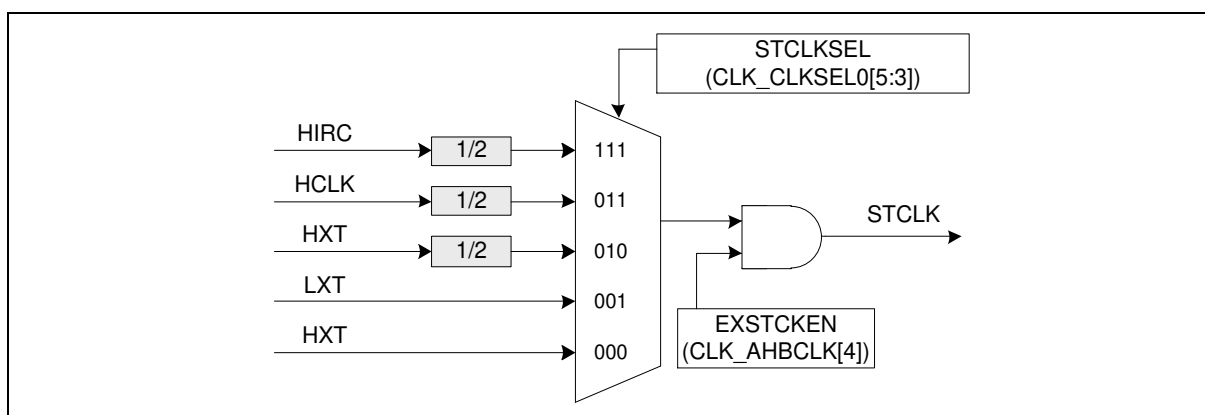 STCLKSEL
(CLK_CLKSEL0[5:3])
HIRC
1/2
111
HCLK
1/2
011
HXT
1/2
010
LXT
001
HXT
000
STCLK
EXSTCKEN
(CLK_AHBCLK[4])